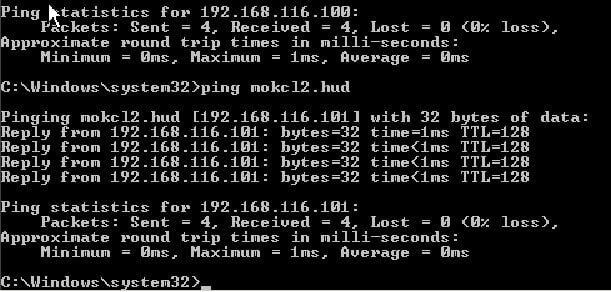 Ping statistics for 192.168.116.100:
    Packets: Sent = 4, Received = 4, Lost = 0 (0% loss),
Approximate round trip times in milli-seconds:
    Minimum = 0ms, Maximum = 1ms, Average = 0ms
C:\Windows\system32>ping mokcl2.hud
Pinging mokcl2.hud [192.168.116.101] with 32 bytes of data:
Reply from 192.168.116.101: bytes=32 time=1ms TTL=128
Reply from 192.168.116.101: bytes=32 time<1ms TTL=128
Reply from 192.168.116.101: bytes=32 time<1ms TTL=128
Reply from 192.168.116.101: bytes=32 time<1ms TTL=128
Ping statistics for 192.168.116.101:
    Packets: Sent = 4, Received = 4, Lost = 0 (0% loss),
Approximate round trip times in milli-seconds:
    Minimum = 0ms, Maximum = 1ms, Average = 0ms
C:\Windows\system32>_